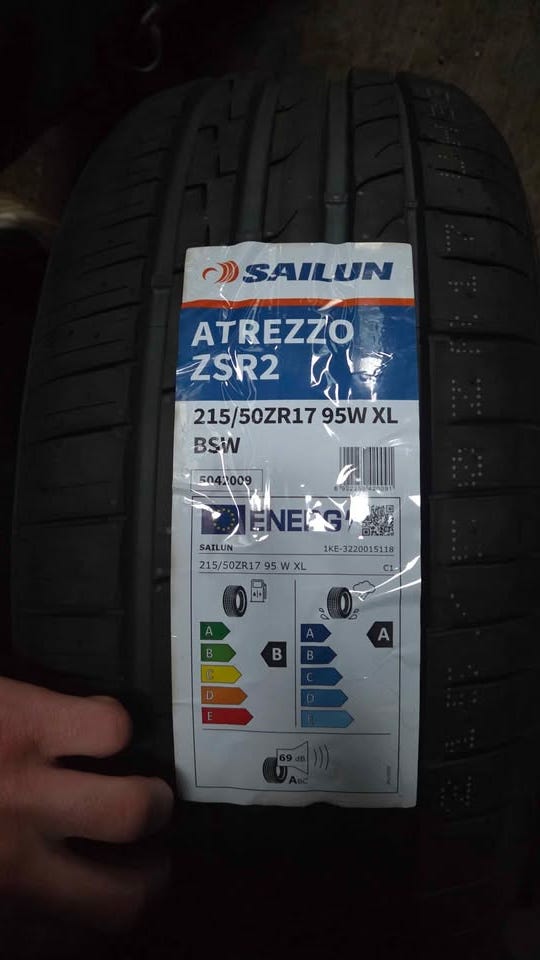 SAILUN
ATREZZO
ZSR2
215/50ZR17 95W XL
BSW
5042009
ENERG
SAILUN 1KE-3220015118
215/50ZR17 95 W XL C1
A A
B B
C C
D D
E E
B A
69 dB
ABC